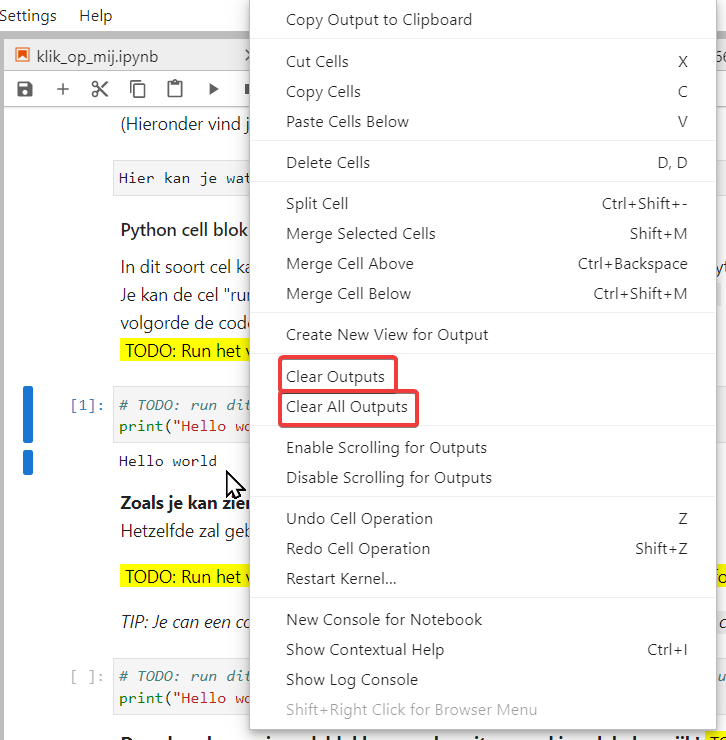 Settings Help
klik_op_mij.ipynb
(Hieronder vind j
Hier kan je wat
Python cell blok
In dit soort cel ka
Je kan de cel "rur
volgorde de code
TODO: Run het v
[1]: # TODO: run dit
print("Hello wo
Hello world
Zoals je kan zien
Hetzelfde zal geb
TODO: Run het v
TIP: Je can een co
[ ]: # TODO: run dit
print("Hello wo
Copy Output to Clipboard
Cut Cells X
Copy Cells C
Paste Cells Below V
Delete Cells D, D
Split Cell Ctrl+Shift+-
Merge Selected Cells Shift+M
Merge Cell Above Ctrl+Backspace
Merge Cell Below Ctrl+Shift+M
Create New View for Output
Clear Outputs
Clear All Outputs
Enable Scrolling for Outputs
Disable Scrolling for Outputs
Undo Cell Operation Z
Redo Cell Operation Shift+Z
Restart Kernel...
New Console for Notebook
Show Contextual Help Ctrl+I
Show Log Console
Shift+Right Click for Browser Menu